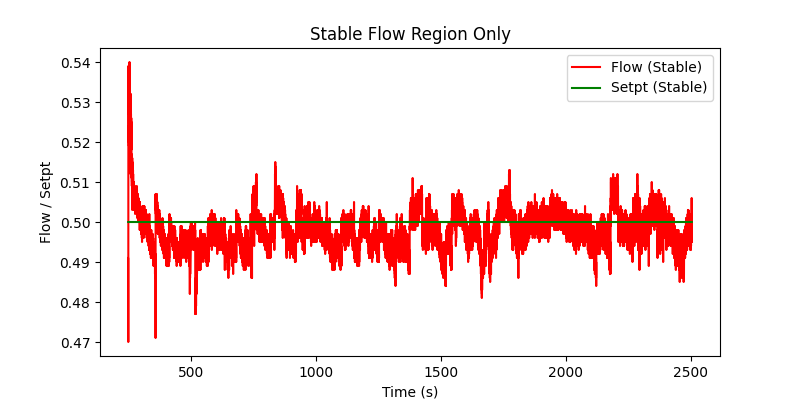 Stable Flow Region Only
Flow (Stable)
Setpt (Stable)
Flow / Setpt
0.54
0.53
0.52
0.51
0.50
0.49
0.48
0.47
500
1000
1500
2000
2500
Time (s)